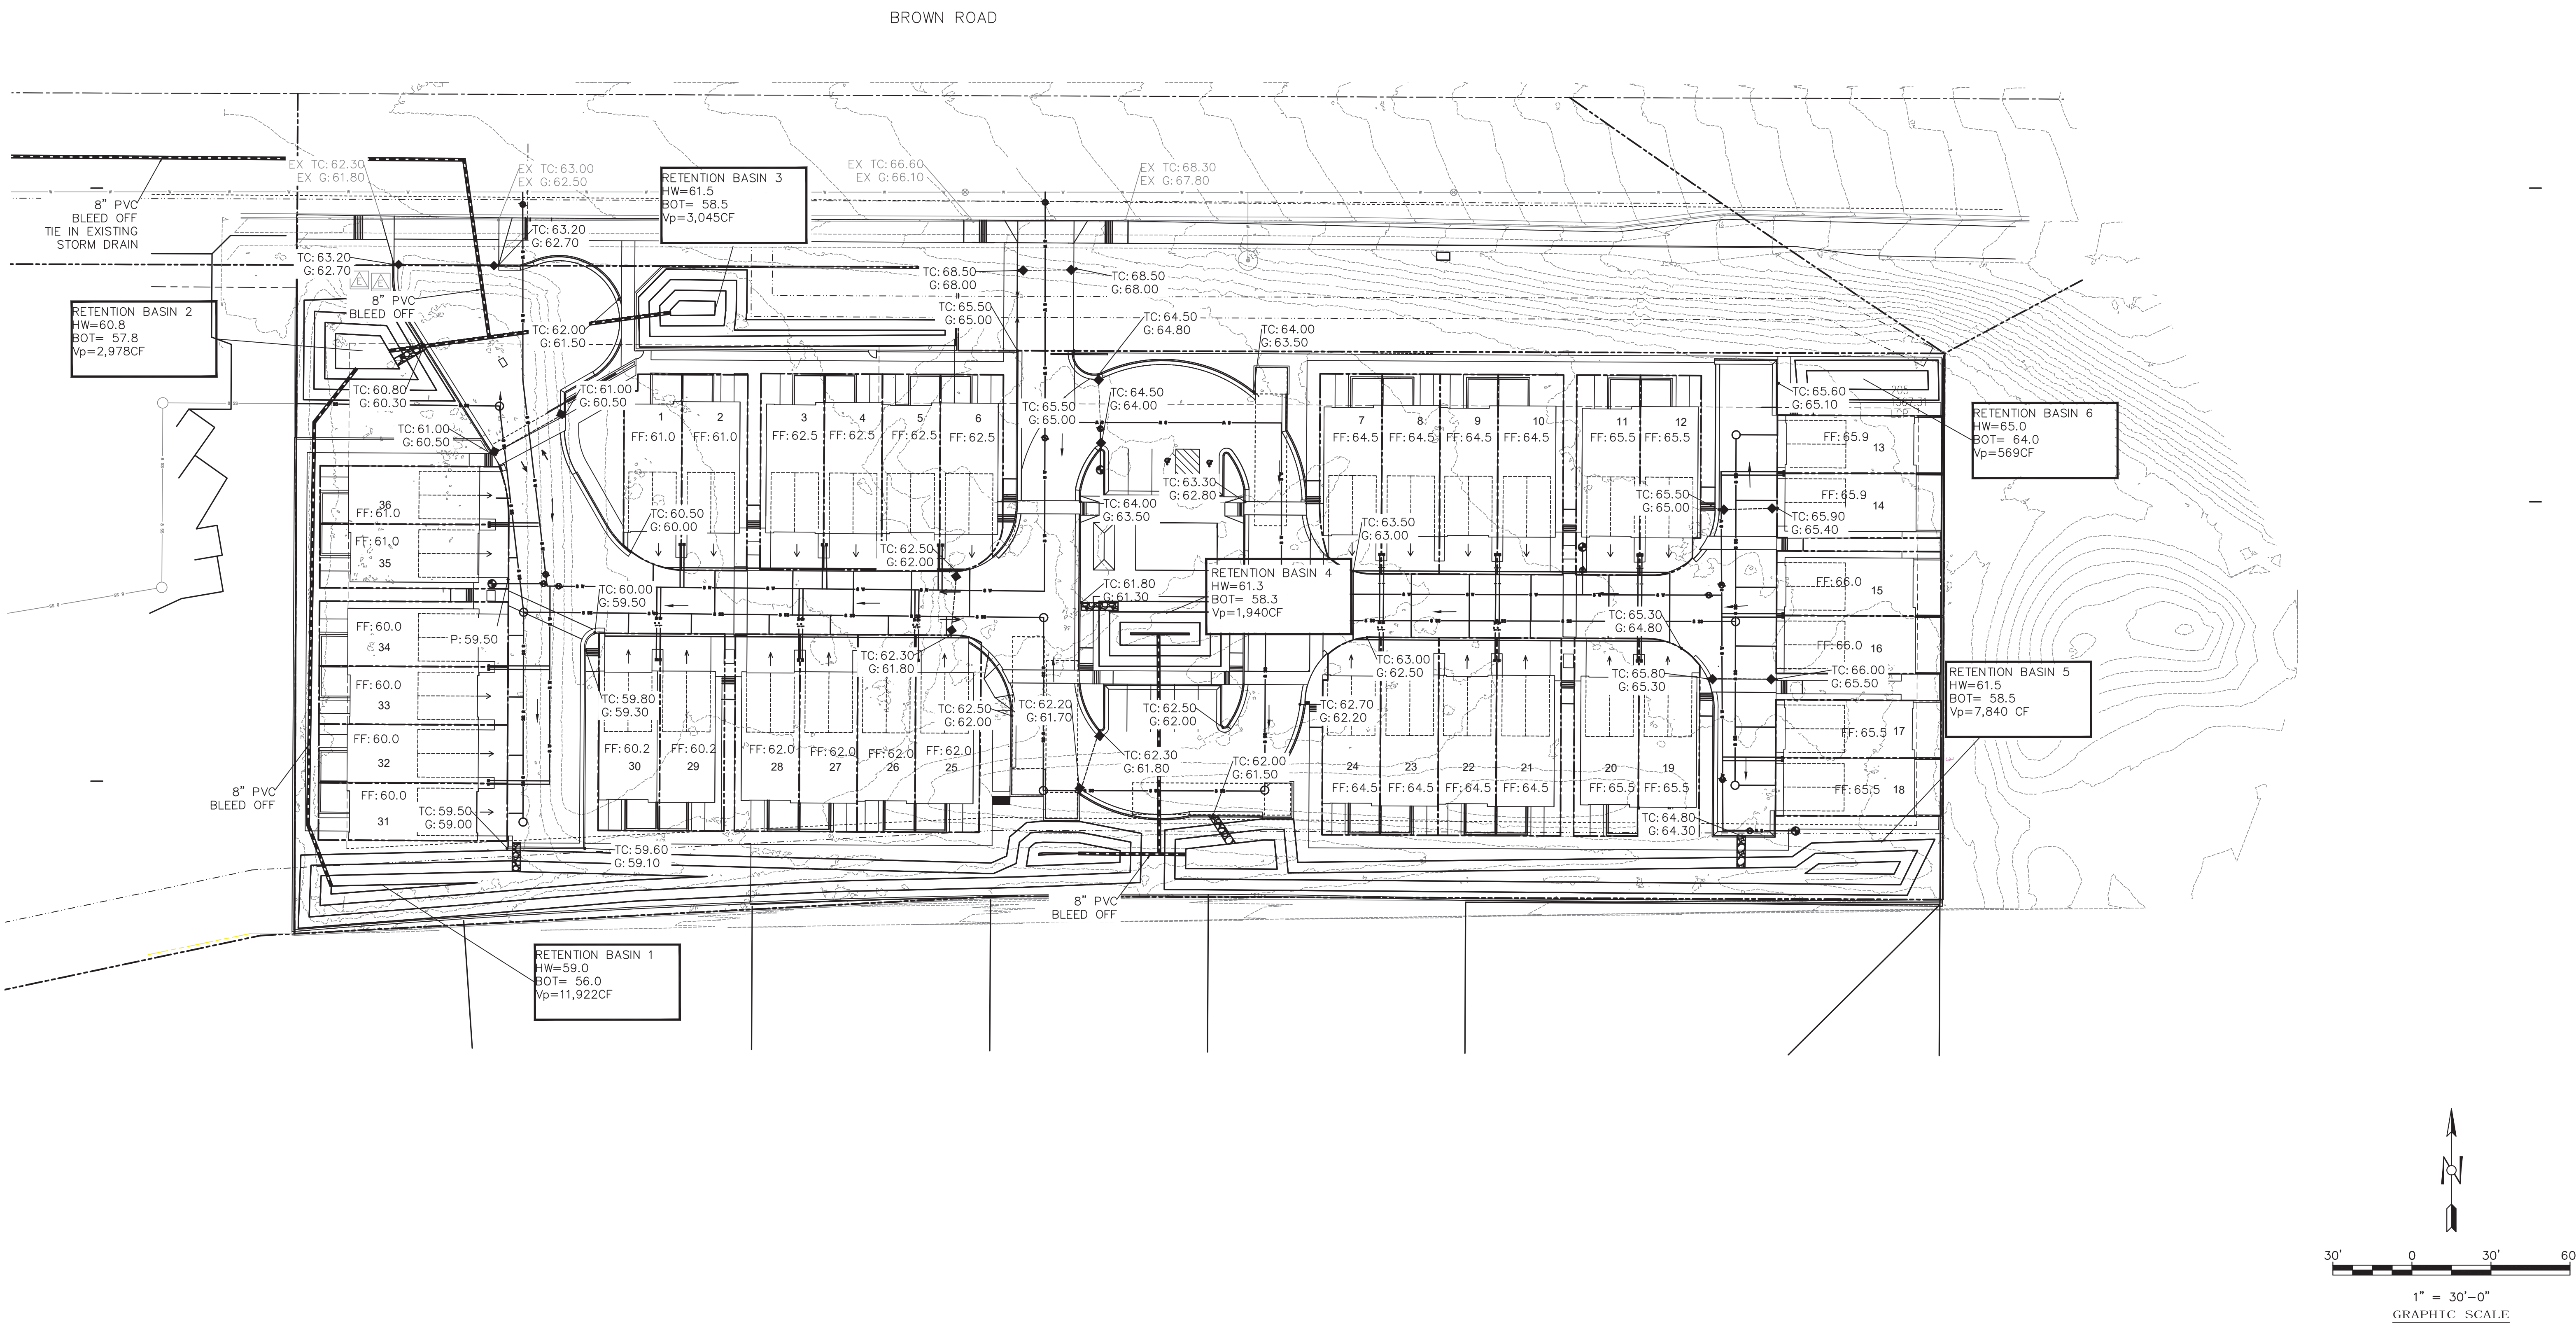 BROWN ROAD
EX TC:62.30
EX G:61.80
EX TC:63.00
EX G:62.50
RETENTION BASIN 3
HW=61.5
BOT= 58.5
Vp=3,045CF
EX TC:66.60
EX G:66.10
EX TC:68.30
EX G:67.80
8" PVC
BLEED OFF
TIE IN EXISTING
STORM DRAIN
TC:63.20
G:62.70
TC:63.20
G:62.70
E
E
8" PVC
BLEED OFF
TC:68.50
G:68.00
TC:68.50
G:68.00
RETENTION BASIN 2
HW=60.8
BOT= 57.8
Vp=2,978CF
TC:62.00
G:61.50
TC:65.50
G:65.00
TC:64.50
G:64.80
TC:64.00
G:63.50
TC:60.80
G:60.30
TC:61.00
G:60.50
TC:64.50
G:64.00
TC:65.50
G:65.00
TC:65.60
G:65.10
RETENTION BASIN 6
HW=65.0
BOT= 64.0
Vp=569CF
TC:61.00
G:60.50
1
FF:61.0
2
FF:61.0
3
FF:62.5
4
FF:62.5
5
FF:62.5
6
FF:62.5
7
FF:64.5
8
FF:64.5
9
FF:64.5
10
FF:64.5
11
FF:65.5
12
FF:65.5
FF:65.9
13
FF:65.9
14
TC:63.30
G:62.80
TC:64.00
G:63.50
TC:65.50
G:65.00
TC:65.90
G:65.40
36
FF:61.0
FF:61.0
35
TC:60.50
G:60.00
TC:62.50
G:62.00
TC:63.50
G:63.00
RETENTION BASIN 4
HW=61.3
BOT= 58.3
Vp=1,940CF
TC:61.80
G:61.30
TC:60.00
G:59.50
FF:66.0
15
FF:66.0
16
TC:65.30
G:64.80
FF:60.0
34
P:59.50
TC:62.30
G:61.80
TC:63.00
G:62.50
TC:65.80
G:65.30
TC:66.00
G:65.50
RETENTION BASIN 5
HW=61.5
BOT= 58.5
Vp=7,840 CF
FF:60.0
33
TC:59.80
G:59.30
TC:62.50
G:62.00
TC:62.20
G:61.70
TC:62.50
G:62.00
TC:62.70
G:62.20
FF:65.5 17
FF:65.5 18
FF:60.0
32
FF:60.2
30
FF:60.2
29
FF:62.0
28
FF:62.0
27
FF:62.0
26
FF:62.0
25
TC:62.30
G:61.80
TC:62.00
G:61.50
24
FF:64.5
23
FF:64.5
22
FF:64.5
21
FF:64.5
20
FF:65.5
19
FF:65.5
8" PVC
BLEED OFF
FF:60.0
31
TC:59.50
G:59.00
TC:64.80
G:64.30
TC:59.60
G:59.10
8" PVC
BLEED OFF
RETENTION BASIN 1
HW=59.0
BOT= 56.0
Vp=11,922CF
N
30' 0 30' 60
1" = 30'-0"
GRAPHIC SCALE